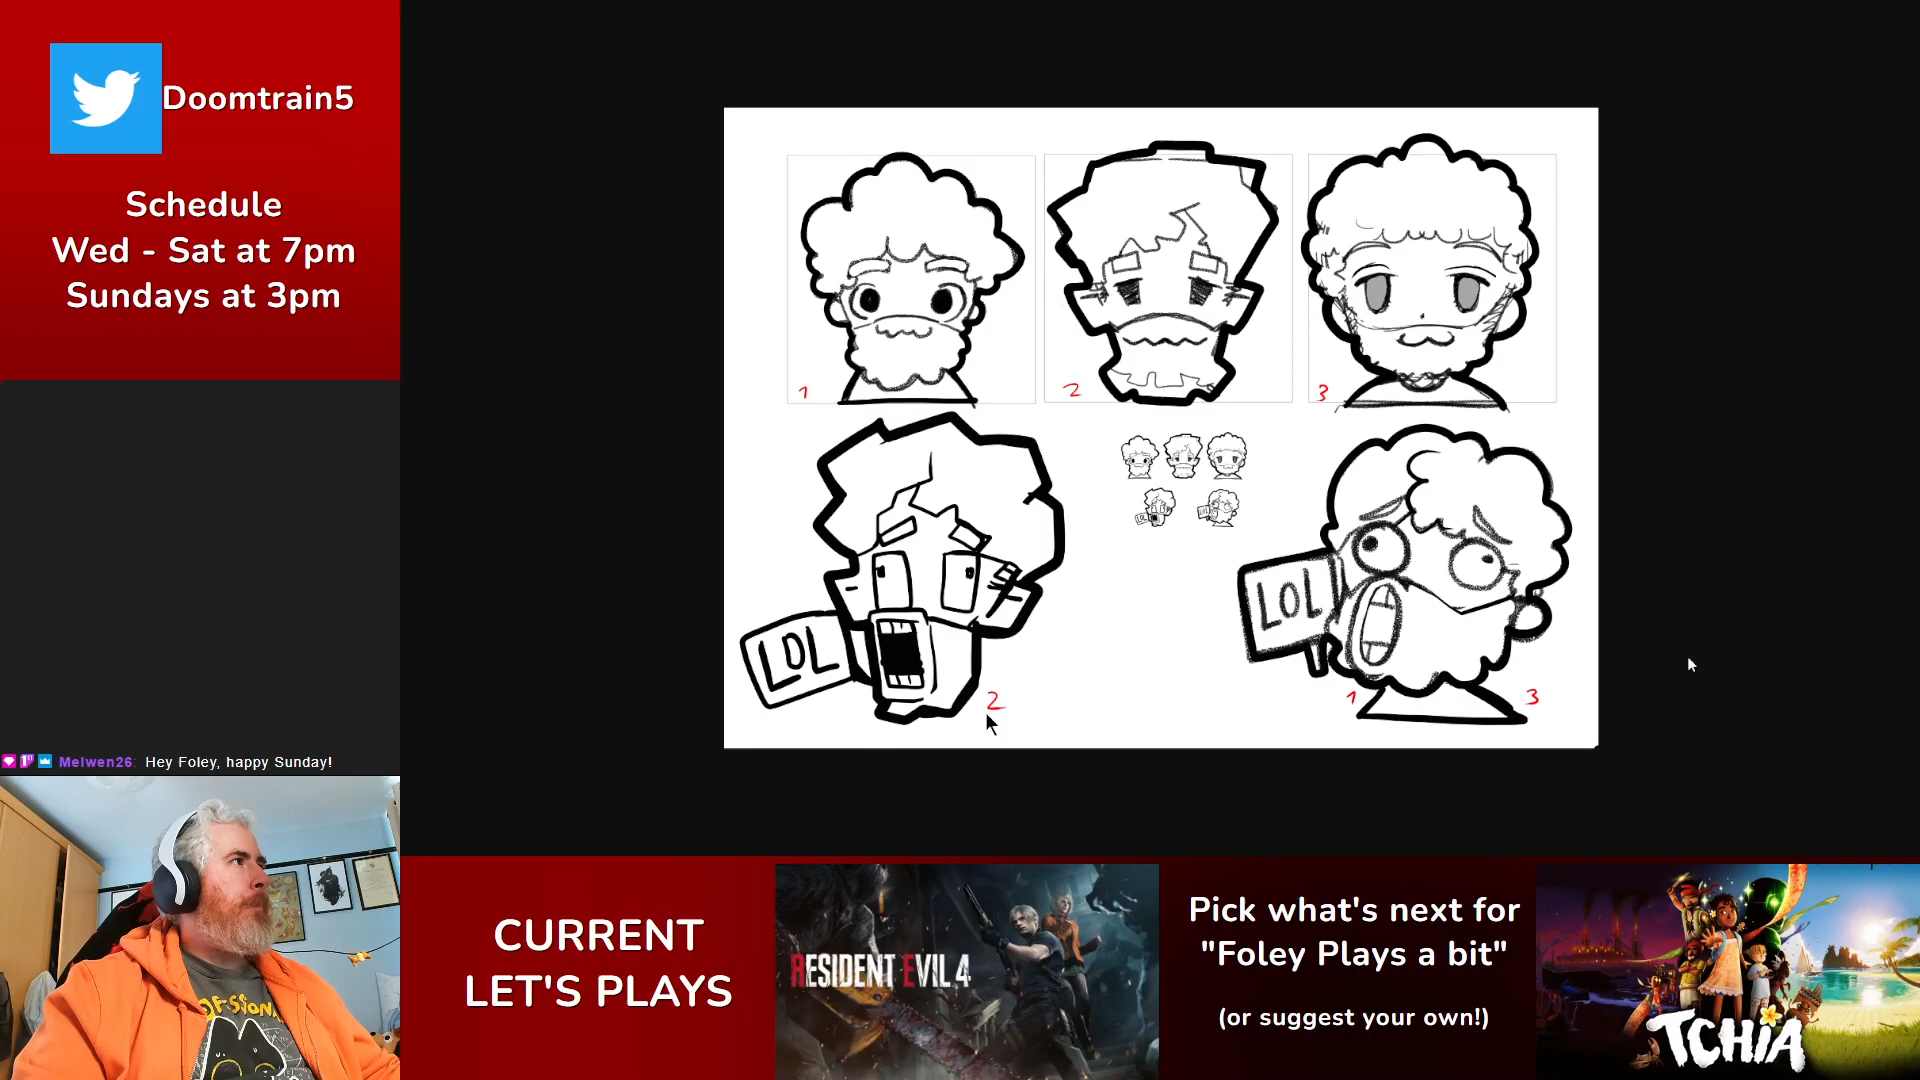 Doomtrain5
Schedule
Wed - Sat at 7pm
Sundays at 3pm
1
2
3
LOL
2
LOL
LOL
LOL
1
3
Melwen26: Hey Foley, happy Sunday!
CURRENT
LET'S PLAYS
RESIDENT EVIL 4
Pick what's next for
"Foley Plays a bit"
(or suggest your own!)
TCHIA